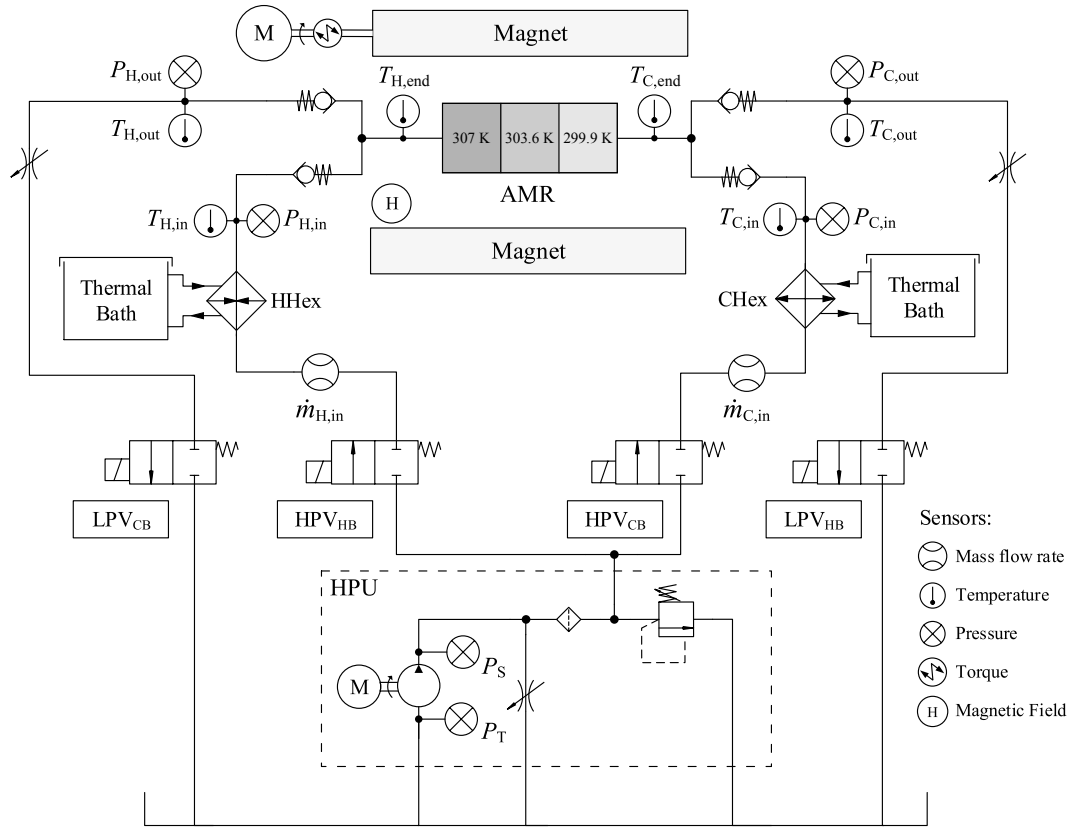 M
Magnet
P_H,out
T_H,end
T_C,end
P_C,out
T_H,out
307 K
303.6 K
299.9 K
T_C,out
AMR
T_H,in
P_H,in
H
T_C,in
P_C,in
Magnet
Thermal
Bath
HHex
CHex
Thermal
Bath
ṁ_H,in
ṁ_C,in
LPV_CB
HPV_HB
HPV_CB
LPV_HB
Sensors:
Mass flow rate
Temperature
Pressure
Torque
H
Magnetic Field
HPU
P_S
M
P_T